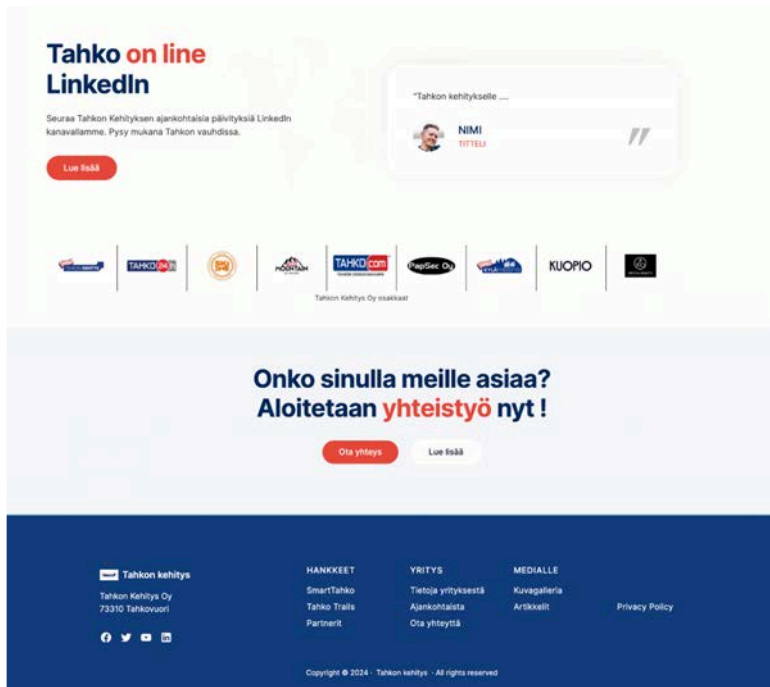 Tahko on line
LinkedIn
Seuraa Tahkon Kehityksen ajankohtaisia päivityksiä LinkedIn
kanavallamme. Pysy mukana Tahkon vauhdissa.
Lue lisää
"Tahkon kehitykselle ....
NIMI
TITTELI
TAHKO
MOUNTAIN
TAHKO com
PapSec Oy
KUOPIO
Tahkon Kehitys Oy osakkaat
Onko sinulla meille asiaa?
Aloitetaan yhteistyö nyt !
Ota yhteys
Lue lisää
Tahkon kehitys
Tahkon Kehitys Oy
73310 Tahkovuori
HANKKEET
SmartTahko
Tahko Trails
Partnerit
YRITYS
Tietoja yrityksestä
Ajankohtaista
Ota yhteyttä
MEDIALLE
Kuvagalleria
Artikkelit
Privacy Policy
Copyright © 2024 · Tahkon kehitys · All rights reserved